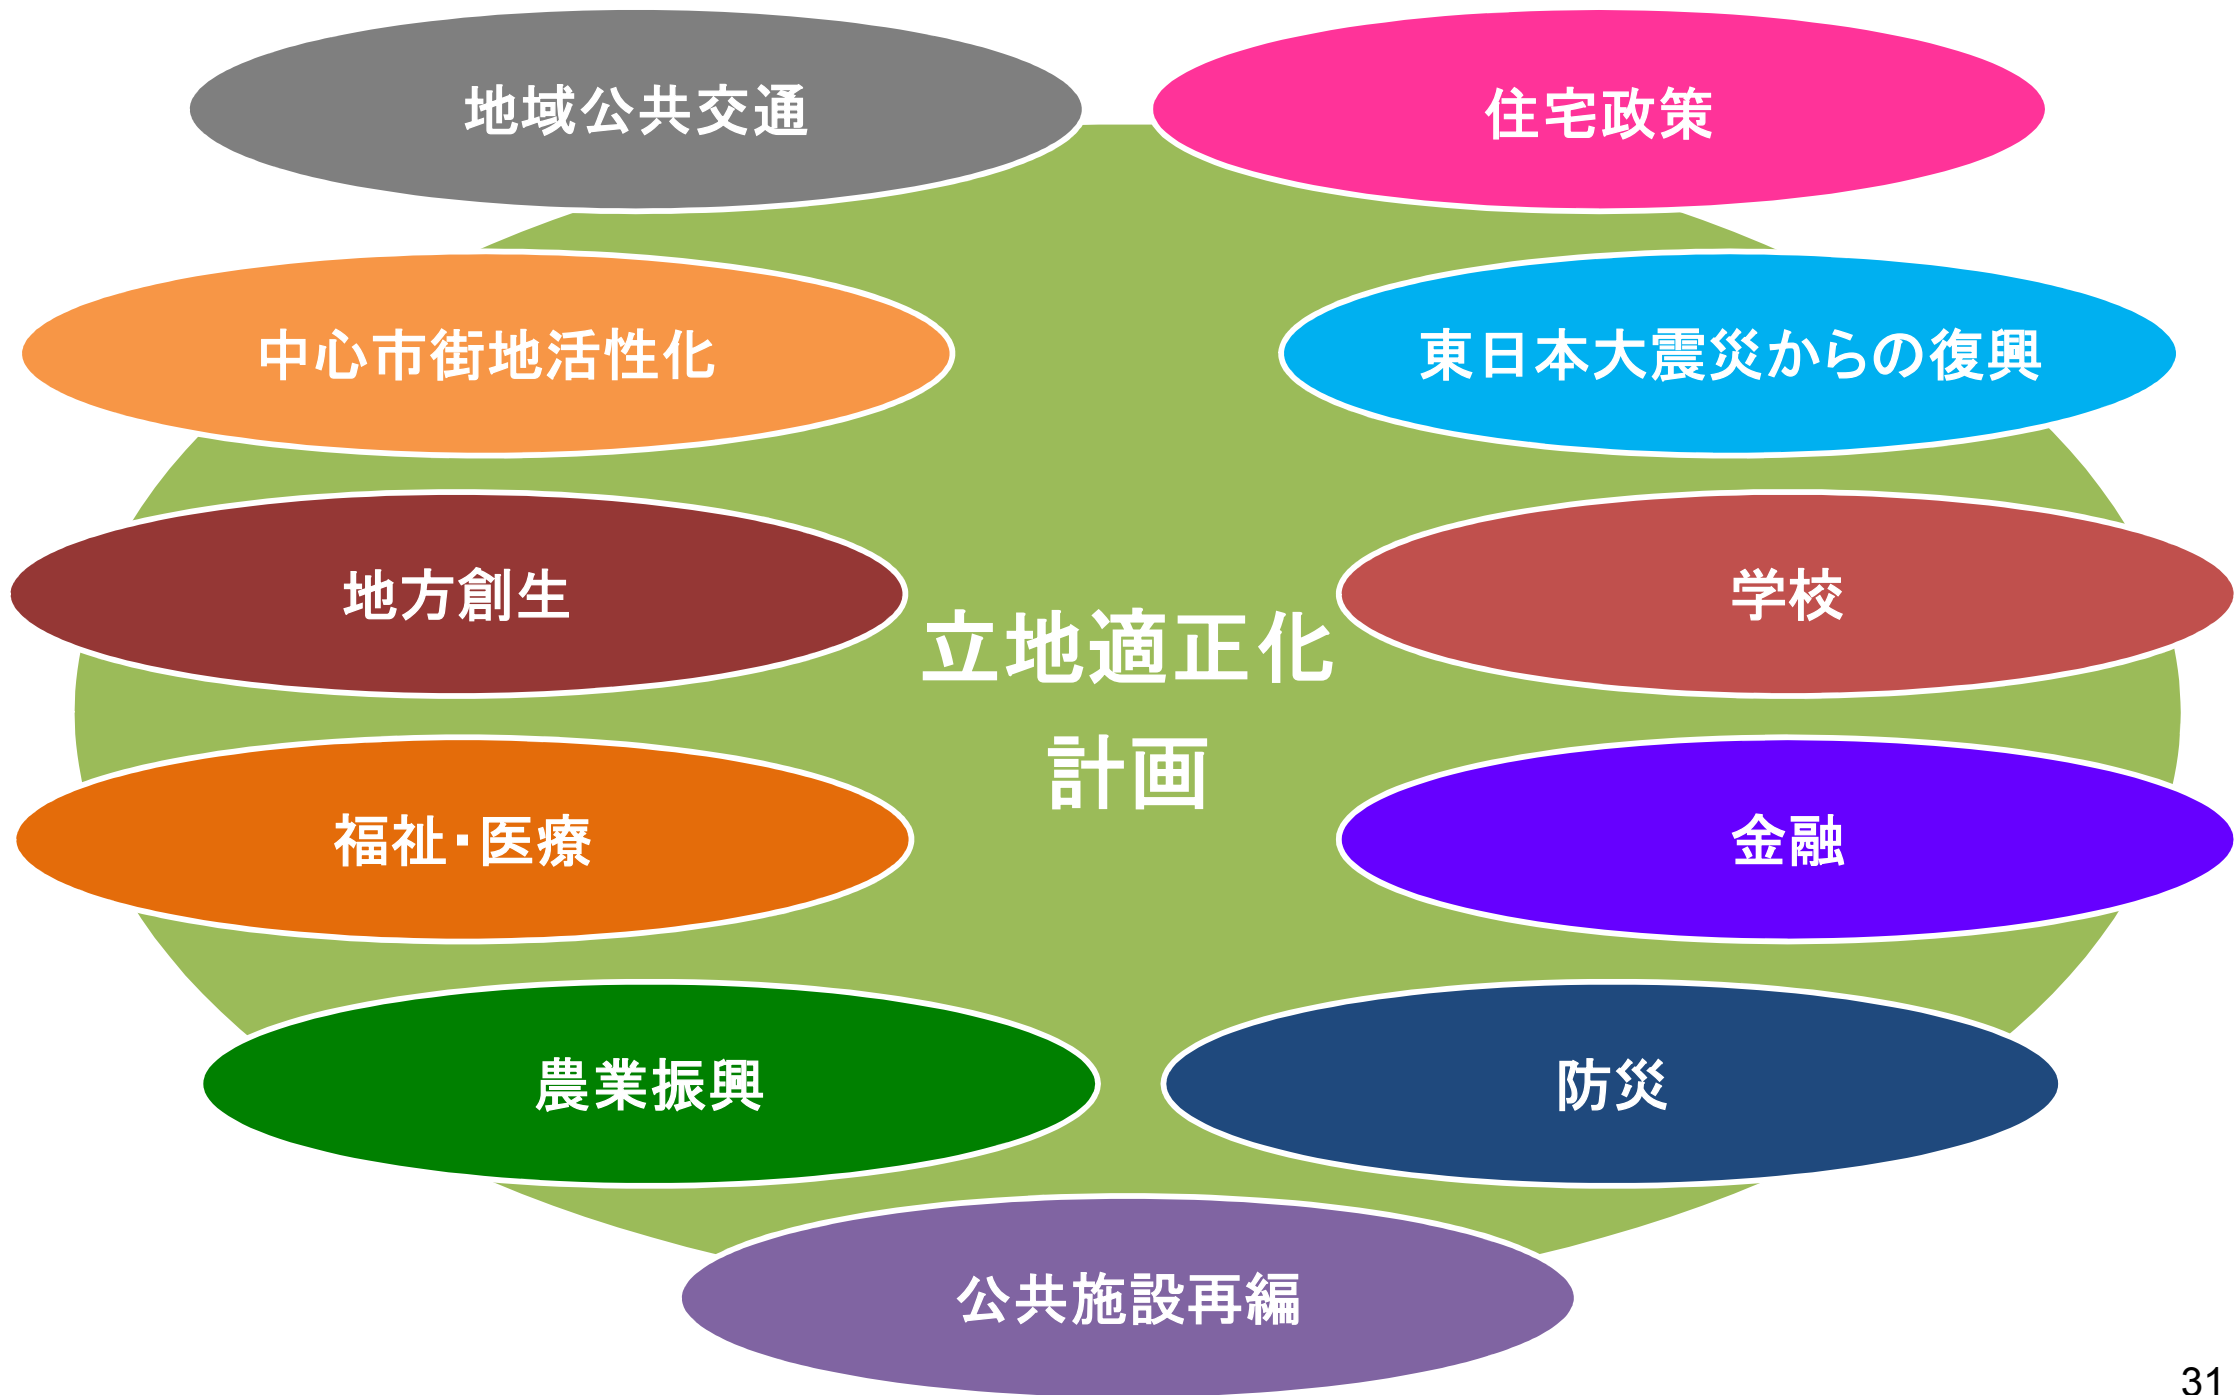 地域公共交通
住宅政策
中心市街地活性化
東日本大震災からの復興
地方創生
学校
立地適正化
計画
福祉・医療
金融
農業振興
防災
公共施設再編
31